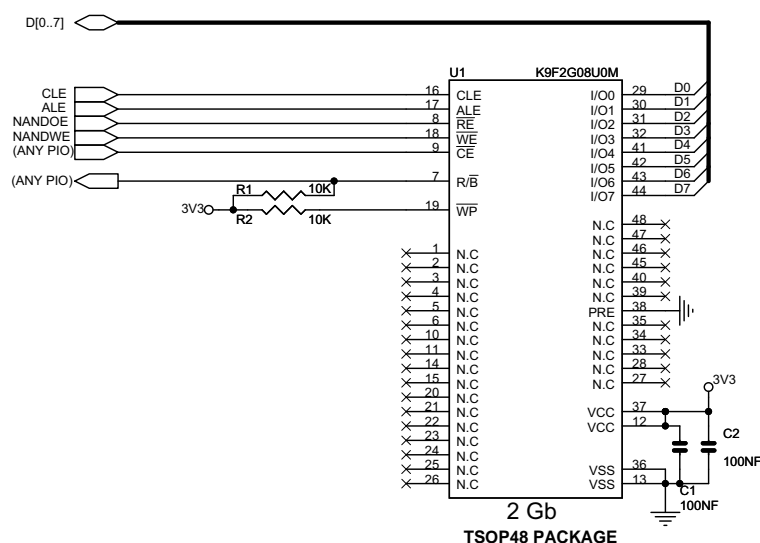 D[0..7]
U1 K9F2G08U0M
CLE 16 CLE I/O0 29 D0
ALE 17 ALE I/O1 30 D1
NANDOE 8 RE I/O2 31 D2
NANDWE 18 WE I/O3 32 D3
(ANY PIO) 9 CE I/O4 41 D4
I/O5 42 D5
(ANY PIO) 7 R/B I/O6 43 D6
R1 10K I/O7 44 D7
3V3 R2 10K 19 WP
N.C 48
N.C 47
1 N.C N.C 46
2 N.C N.C 45
3 N.C N.C 40
4 N.C N.C 39
5 N.C PRE 38
6 N.C N.C 35
10 N.C N.C 34
11 N.C N.C 33
14 N.C N.C 28
15 N.C N.C 27
20 N.C 3V3
21 N.C VCC 37
22 N.C VCC 12
23 N.C C2
24 N.C 100NF
25 N.C VSS 36
26 N.C VSS 13
C1
100NF
2 Gb
TSOP48 PACKAGE